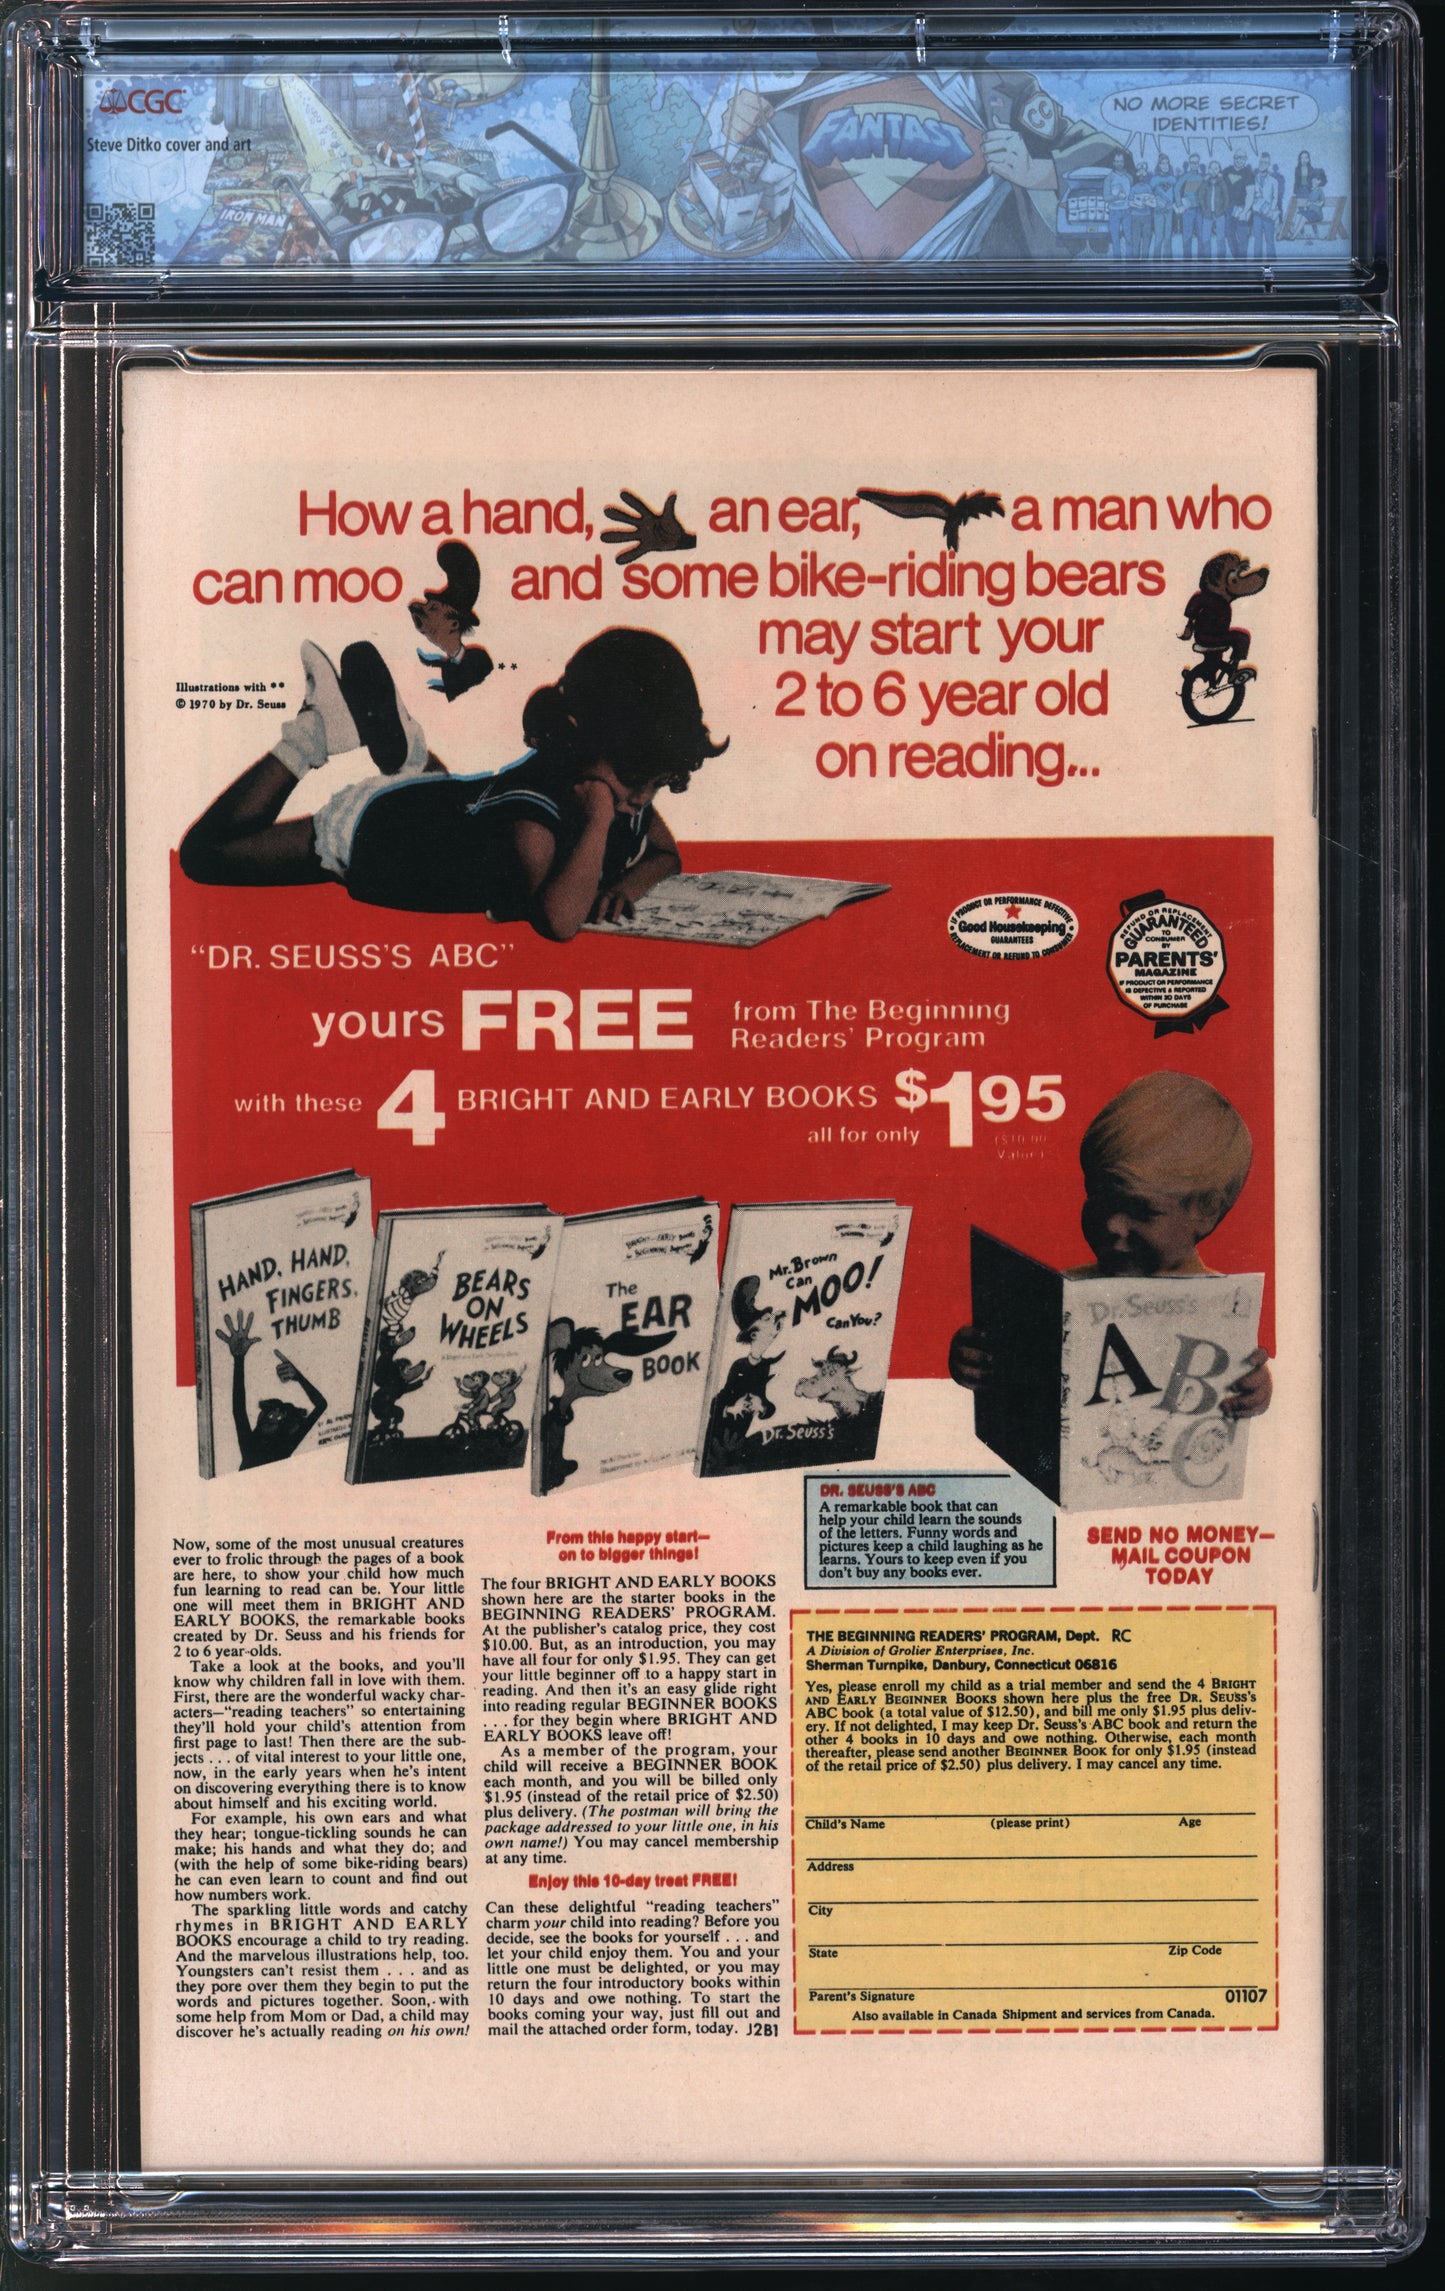 CGC
Steve Ditko cover and art
IRON MAN
FANTAST
CC
NO MORE SECRET
IDENTITIES!
How a hand, an ear, a man who
can moo and some bike-riding bears
**
may start your
2 to 6 year old
on reading...
Illustrations with **
© 1970 by Dr. Seuss
IF PRODUCT OR PERFORMANCE DEFECTIVE
Good Housekeeping
GUARANTEES
REPLACEMENT OR REFUND TO CONSUMER
REFUND OR REPLACEMENT
GUARANTEED
TO
CONSUMER
BY
PARENTS'
MAGAZINE
IF PRODUCT OR PERFORMANCE
IS DEFECTIVE & REPORTED
WITHIN 30 DAYS
OF PURCHASE
"DR. SEUSS'S ABC"
yours FREE from The Beginning
Readers' Program
with these 4 BRIGHT AND EARLY BOOKS $1.95
all for only
($10.00
Value)
HAND, HAND,
FINGERS,
THUMB
BEARS
ON
WHEELS
The
EAR
BOOK
Mr. Brown
Can
MOO!
Can You?
Dr. Seuss's
Dr. Seuss's
ABC
DR. SEUSS'S ABC
A remarkable book that can
help your child learn the sounds
of the letters. Funny words and
pictures keep a child laughing as he
learns. Yours to keep even if you
don't buy any books ever.
SEND NO MONEY—
MAIL COUPON
TODAY
Now, some of the most unusual creatures
ever to frolic through the pages of a book
are here, to show your child how much
fun learning to read can be. Your little
one will meet them in BRIGHT AND
EARLY BOOKS, the remarkable books
created by Dr. Seuss and his friends for
2 to 6 year-olds.
Take a look at the books, and you'll
know why children fall in love with them.
First, there are the wonderful wacky char-
acters—"reading teachers" so entertaining
they'll hold your child's attention from
first page to last! Then there are the sub-
jects . . . of vital interest to your little one,
now, in the early years when he's intent
on discovering everything there is to know
about himself and his exciting world.
For example, his own ears and what
they hear; tongue-tickling sounds he can
make; his hands and what they do; and
(with the help of some bike-riding bears)
he can even learn to count and find out
how numbers work.
The sparkling little words and catchy
rhymes in BRIGHT AND EARLY
BOOKS encourage a child to try reading.
And the marvelous illustrations help, too.
Youngsters can't resist them . . . and as
they pore over them they begin to put the
words and pictures together. Soon, with
some help from Mom or Dad, a child may
discover he's actually reading on his own!
From this happy start—
on to bigger things!
The four BRIGHT AND EARLY BOOKS
shown here are the starter books in the
BEGINNING READERS' PROGRAM.
At the publisher's catalog price, they cost
$10.00. But, as an introduction, you may
have all four for only $1.95. They can get
your little beginner off to a happy start in
reading. And then it's an easy glide right
into reading regular BEGINNER BOOKS
. . . for they begin where BRIGHT AND
EARLY BOOKS leave off!
As a member of the program, your
child will receive a BEGINNER BOOK
each month, and you will be billed only
$1.95 (instead of the retail price of $2.50)
plus delivery. (The postman will bring the
package addressed to your little one, in his
own name!) You may cancel membership
at any time.
Enjoy this 10-day treat FREE!
Can these delightful "reading teachers"
charm your child into reading? Before you
decide, see the books for yourself . . . and
let your child enjoy them. You and your
little one must be delighted, or you may
return the four introductory books within
10 days and owe nothing. To start the
books coming your way, just fill out and
mail the attached order form, today. J2B1
THE BEGINNING READERS' PROGRAM, Dept. RC
A Division of Grolier Enterprises, Inc.
Sherman Turnpike, Danbury, Connecticut 06816
Yes, please enroll my child as a trial member and send the 4 BRIGHT
AND EARLY BEGINNER BOOKS shown here plus the free DR. SEUSS'S
ABC book (a total value of $12.50), and bill me only $1.95 plus deliv-
ery. If not delighted, I may keep Dr. Seuss's ABC book and return the
other 4 books in 10 days and owe nothing. Otherwise, each month
thereafter, please send another BEGINNER BOOK for only $1.95 (instead
of the retail price of $2.50) plus delivery. I may cancel any time.
Child's Name (please print) Age
Address
City
State Zip Code
Parent's Signature 01107
Also available in Canada Shipment and services from Canada.